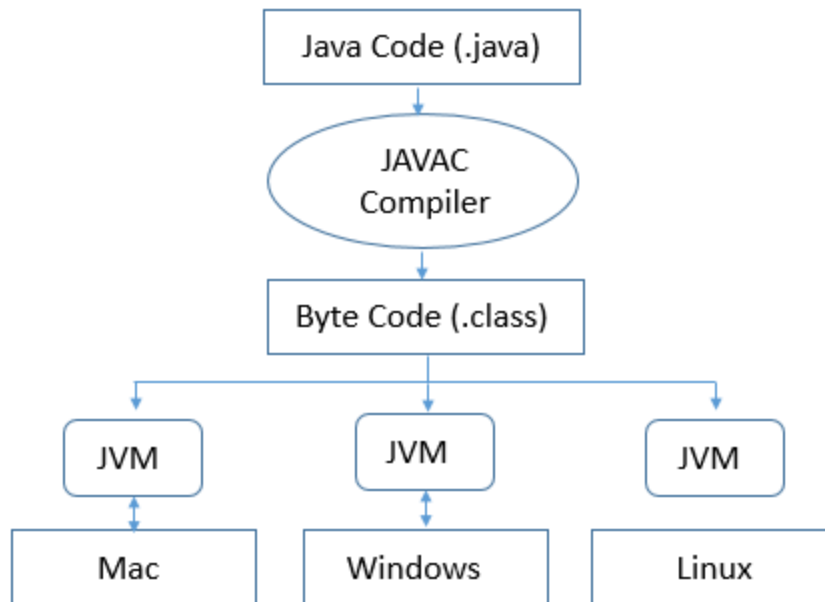 Java Code (.java)
JAVAC
Compiler
Byte Code (.class)
JVM
JVM
JVM
Mac
Windows
Linux